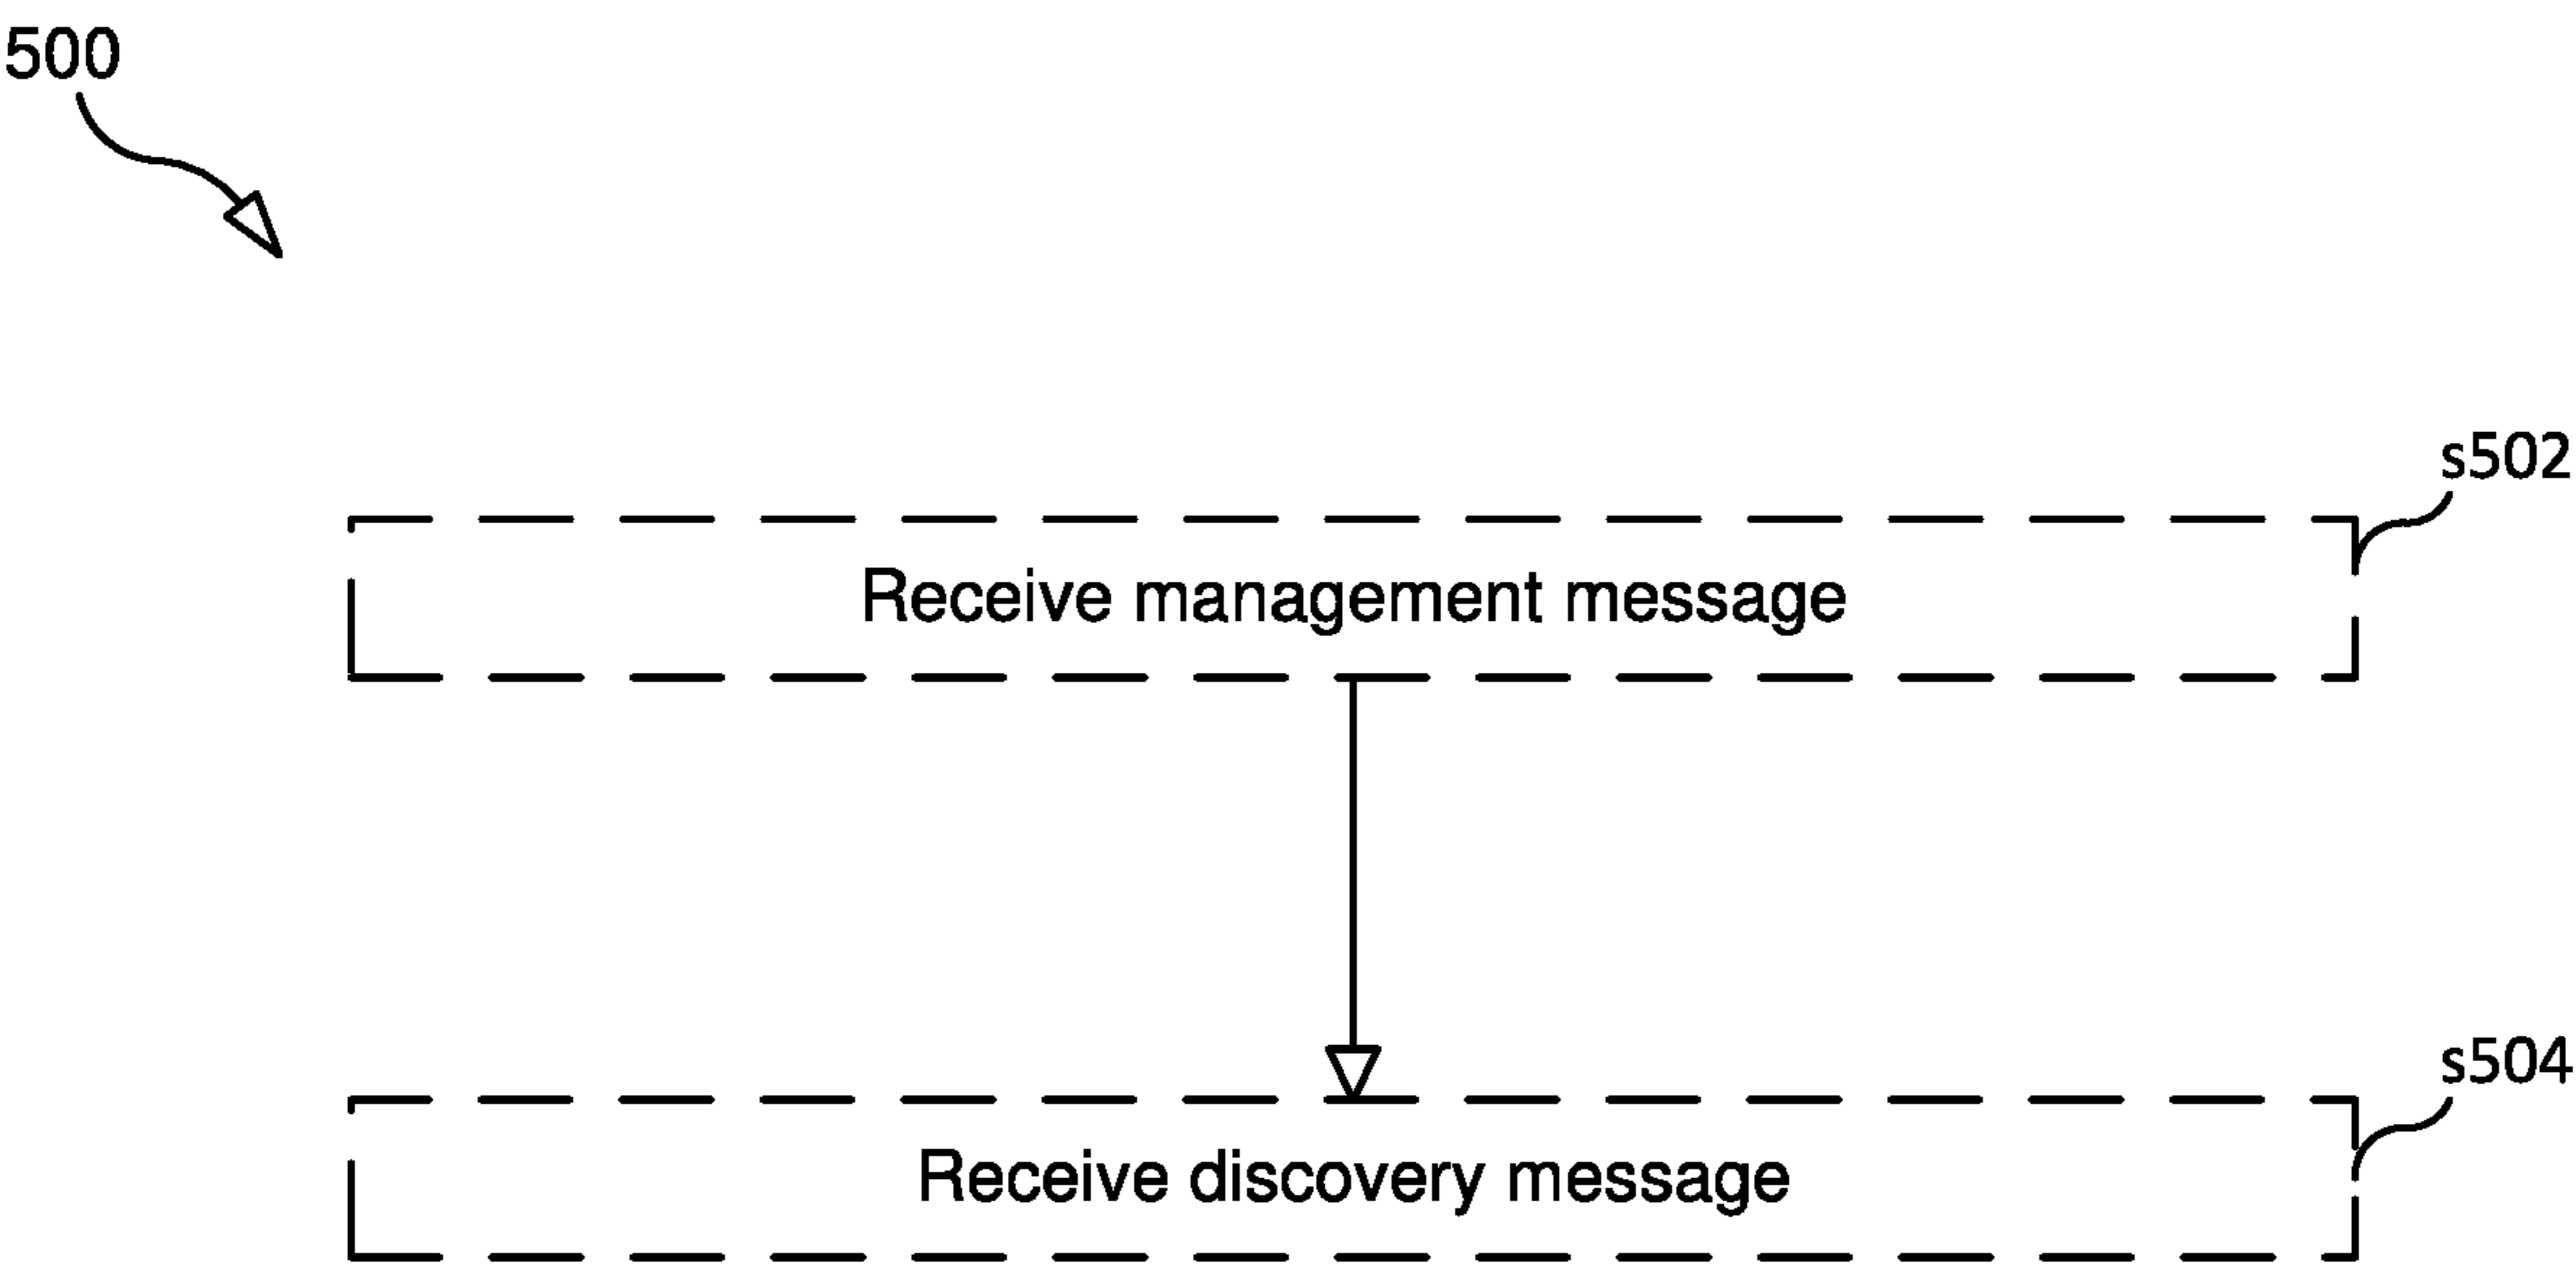 500
s502
Receive management message
s504
Receive discovery message